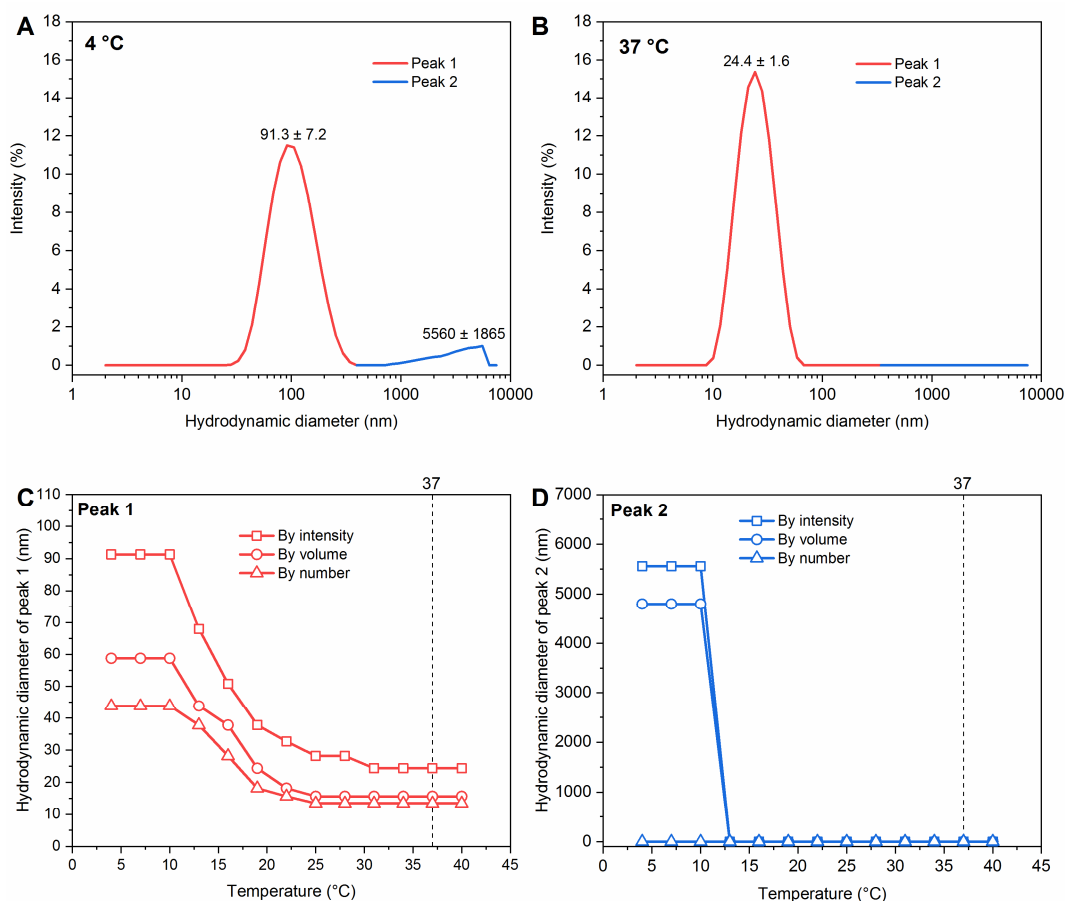 A
4 °C
Peak 1
Peak 2
91.3 ± 7.2
5560 ± 1865
18
16
14
12
10
8
6
4
2
0
Intensity (%)
1
10
100
1000
10000
Hydrodynamic diameter (nm)
B
37 °C
24.4 ± 1.6
Peak 1
Peak 2
18
16
14
12
10
8
6
4
2
0
Intensity (%)
1
10
100
1000
10000
Hydrodynamic diameter (nm)
C
Peak 1
37
By intensity
By volume
By number
110
100
90
80
70
60
50
40
30
20
10
0
Hydrodynamic diameter of peak 1 (nm)
0
5
10
15
20
25
30
35
40
45
Temperature (°C)
D
Peak 2
37
By intensity
By volume
By number
7000
6000
5000
4000
3000
2000
1000
0
Hydrodynamic diameter of peak 2 (nm)
0
5
10
15
20
25
30
35
40
45
Temperature (°C)